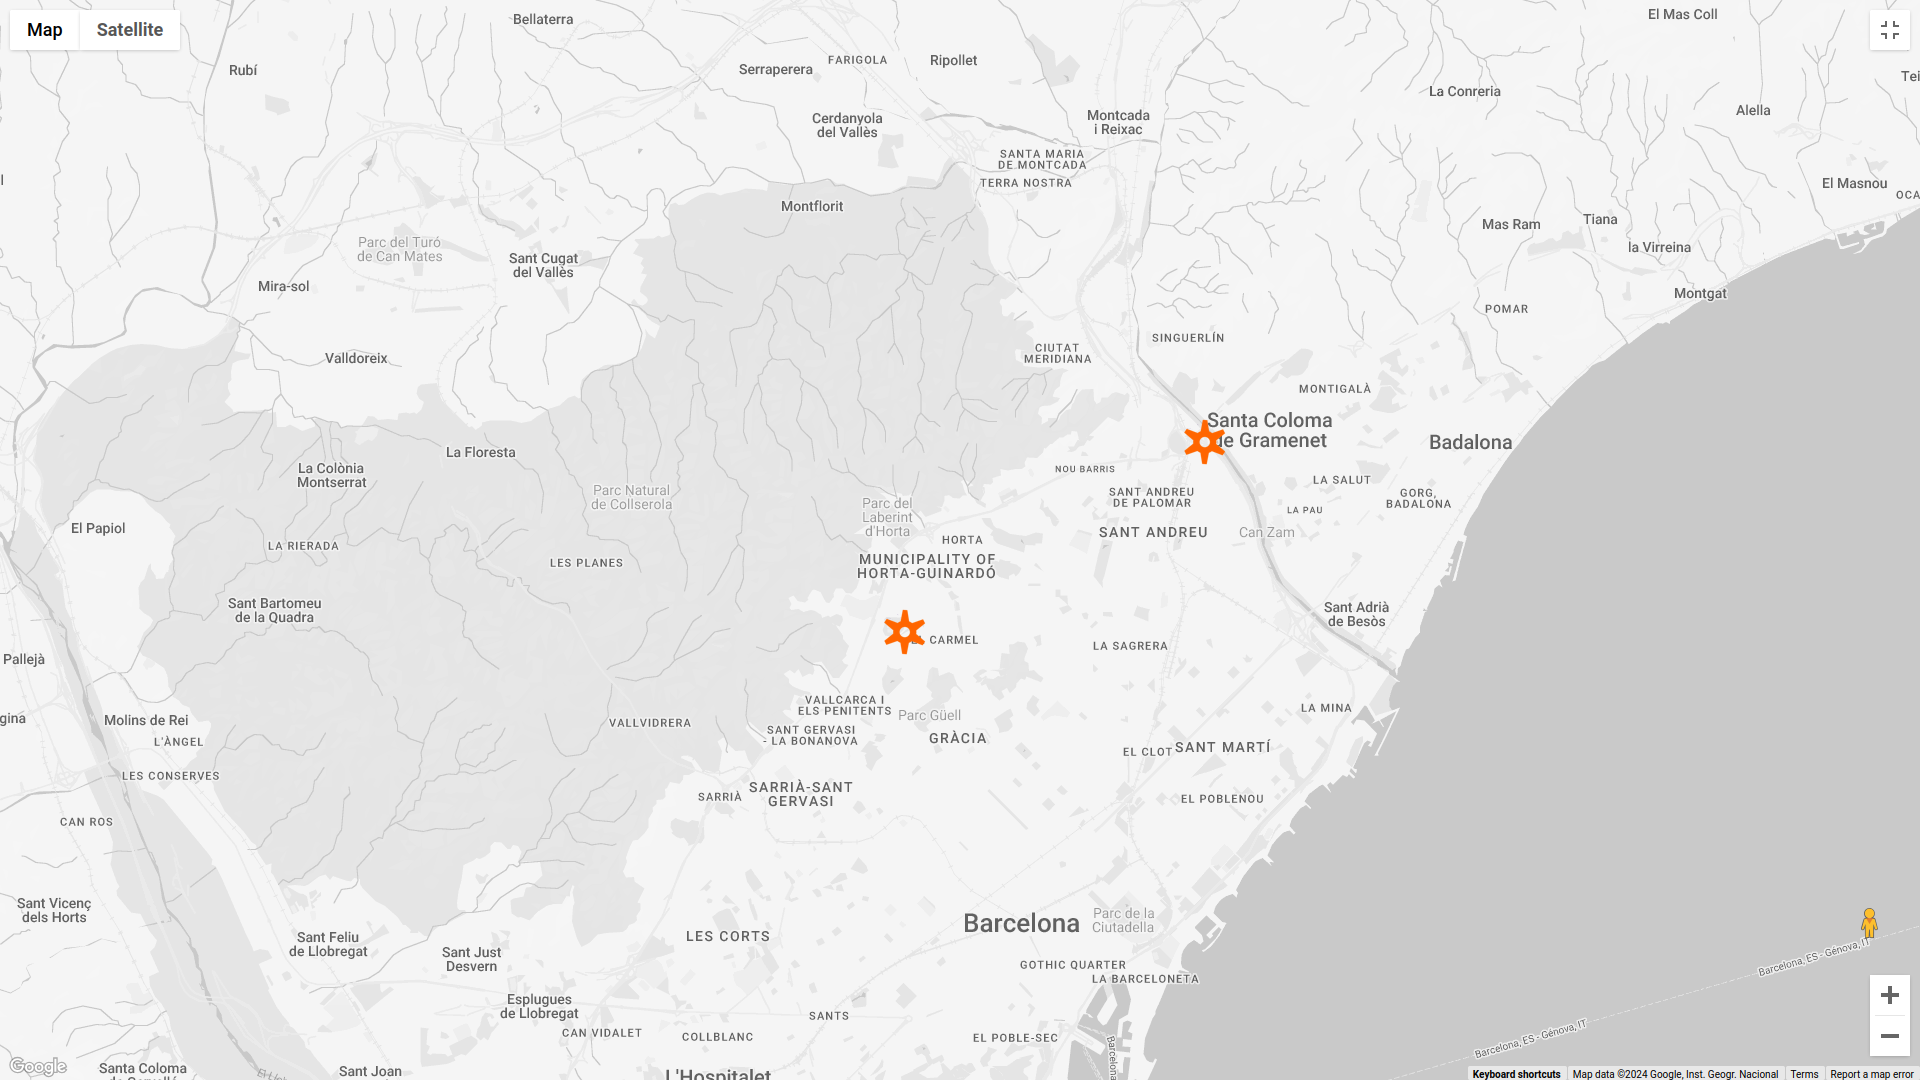 Map
Satellite
Bellaterra
El Mas Coll
Rubí
Serraperera
FARIGOLA
Ripollet
La Conreria
Tei
Alella
Cerdanyola
del Vallès
Montcada
i Reixac
SANTA MARIA
DE MONTCADA
TERRA NOSTRA
l
El Masnou
OCA
Montflorit
Mas Ram
Tiana
la Virreina
Parc del Turó
de Can Mates
Sant Cugat
del Vallès
Mira-sol
Montgat
POMAR
SINGUERLÍN
CIUTAT
MERIDIANA
Valldoreix
MONTIGALÀ
Santa Coloma
de Gramenet
Badalona
La Floresta
La Colònia
Montserrat
NOU BARRIS
LA SALUT
Parc Natural
de Collserola
SANT ANDREU
DE PALOMAR
GORG,
BADALONA
Parc del
Laberint
d'Horta
LA PAU
El Papiol
SANT ANDREU
Can Zam
HORTA
LA RIERADA
LES PLANES
MUNICIPALITY OF
HORTA-GUINARDÓ
Sant Bartomeu
de la Quadra
Sant Adrià
de Besòs
CARMEL
LA SAGRERA
Pallejà
VALLCARCA I
ELS PENITENTS
LA MINA
gina
Molins de Rei
VALLVIDRERA
Parc Güell
SANT GERVASI
- LA BONANOVA
GRÀCIA
L'ÀNGEL
EL CLOT
SANT MARTÍ
LES CONSERVES
SARRIÀ
SARRIÀ-SANT
GERVASI
EL POBLENOU
CAN ROS
Sant Vicenç
dels Horts
Barcelona
Parc de la
Ciutadella
Sant Feliu
de Llobregat
LES CORTS
Sant Just
Desvern
GOTHIC QUARTER
LA BARCELONETA
Barcelona, ES - Génova, IT
Esplugues
de Llobregat
CAN VIDALET
COLLBLANC
SANTS
EL POBLE-SEC
Barcelona, ES - Génova, IT
Barcelona
Google
Santa Coloma
Sant Joan
L'Hospitalet
Keyboard shortcuts
Map data ©2024 Google, Inst. Geogr. Nacional
Terms
Report a map error